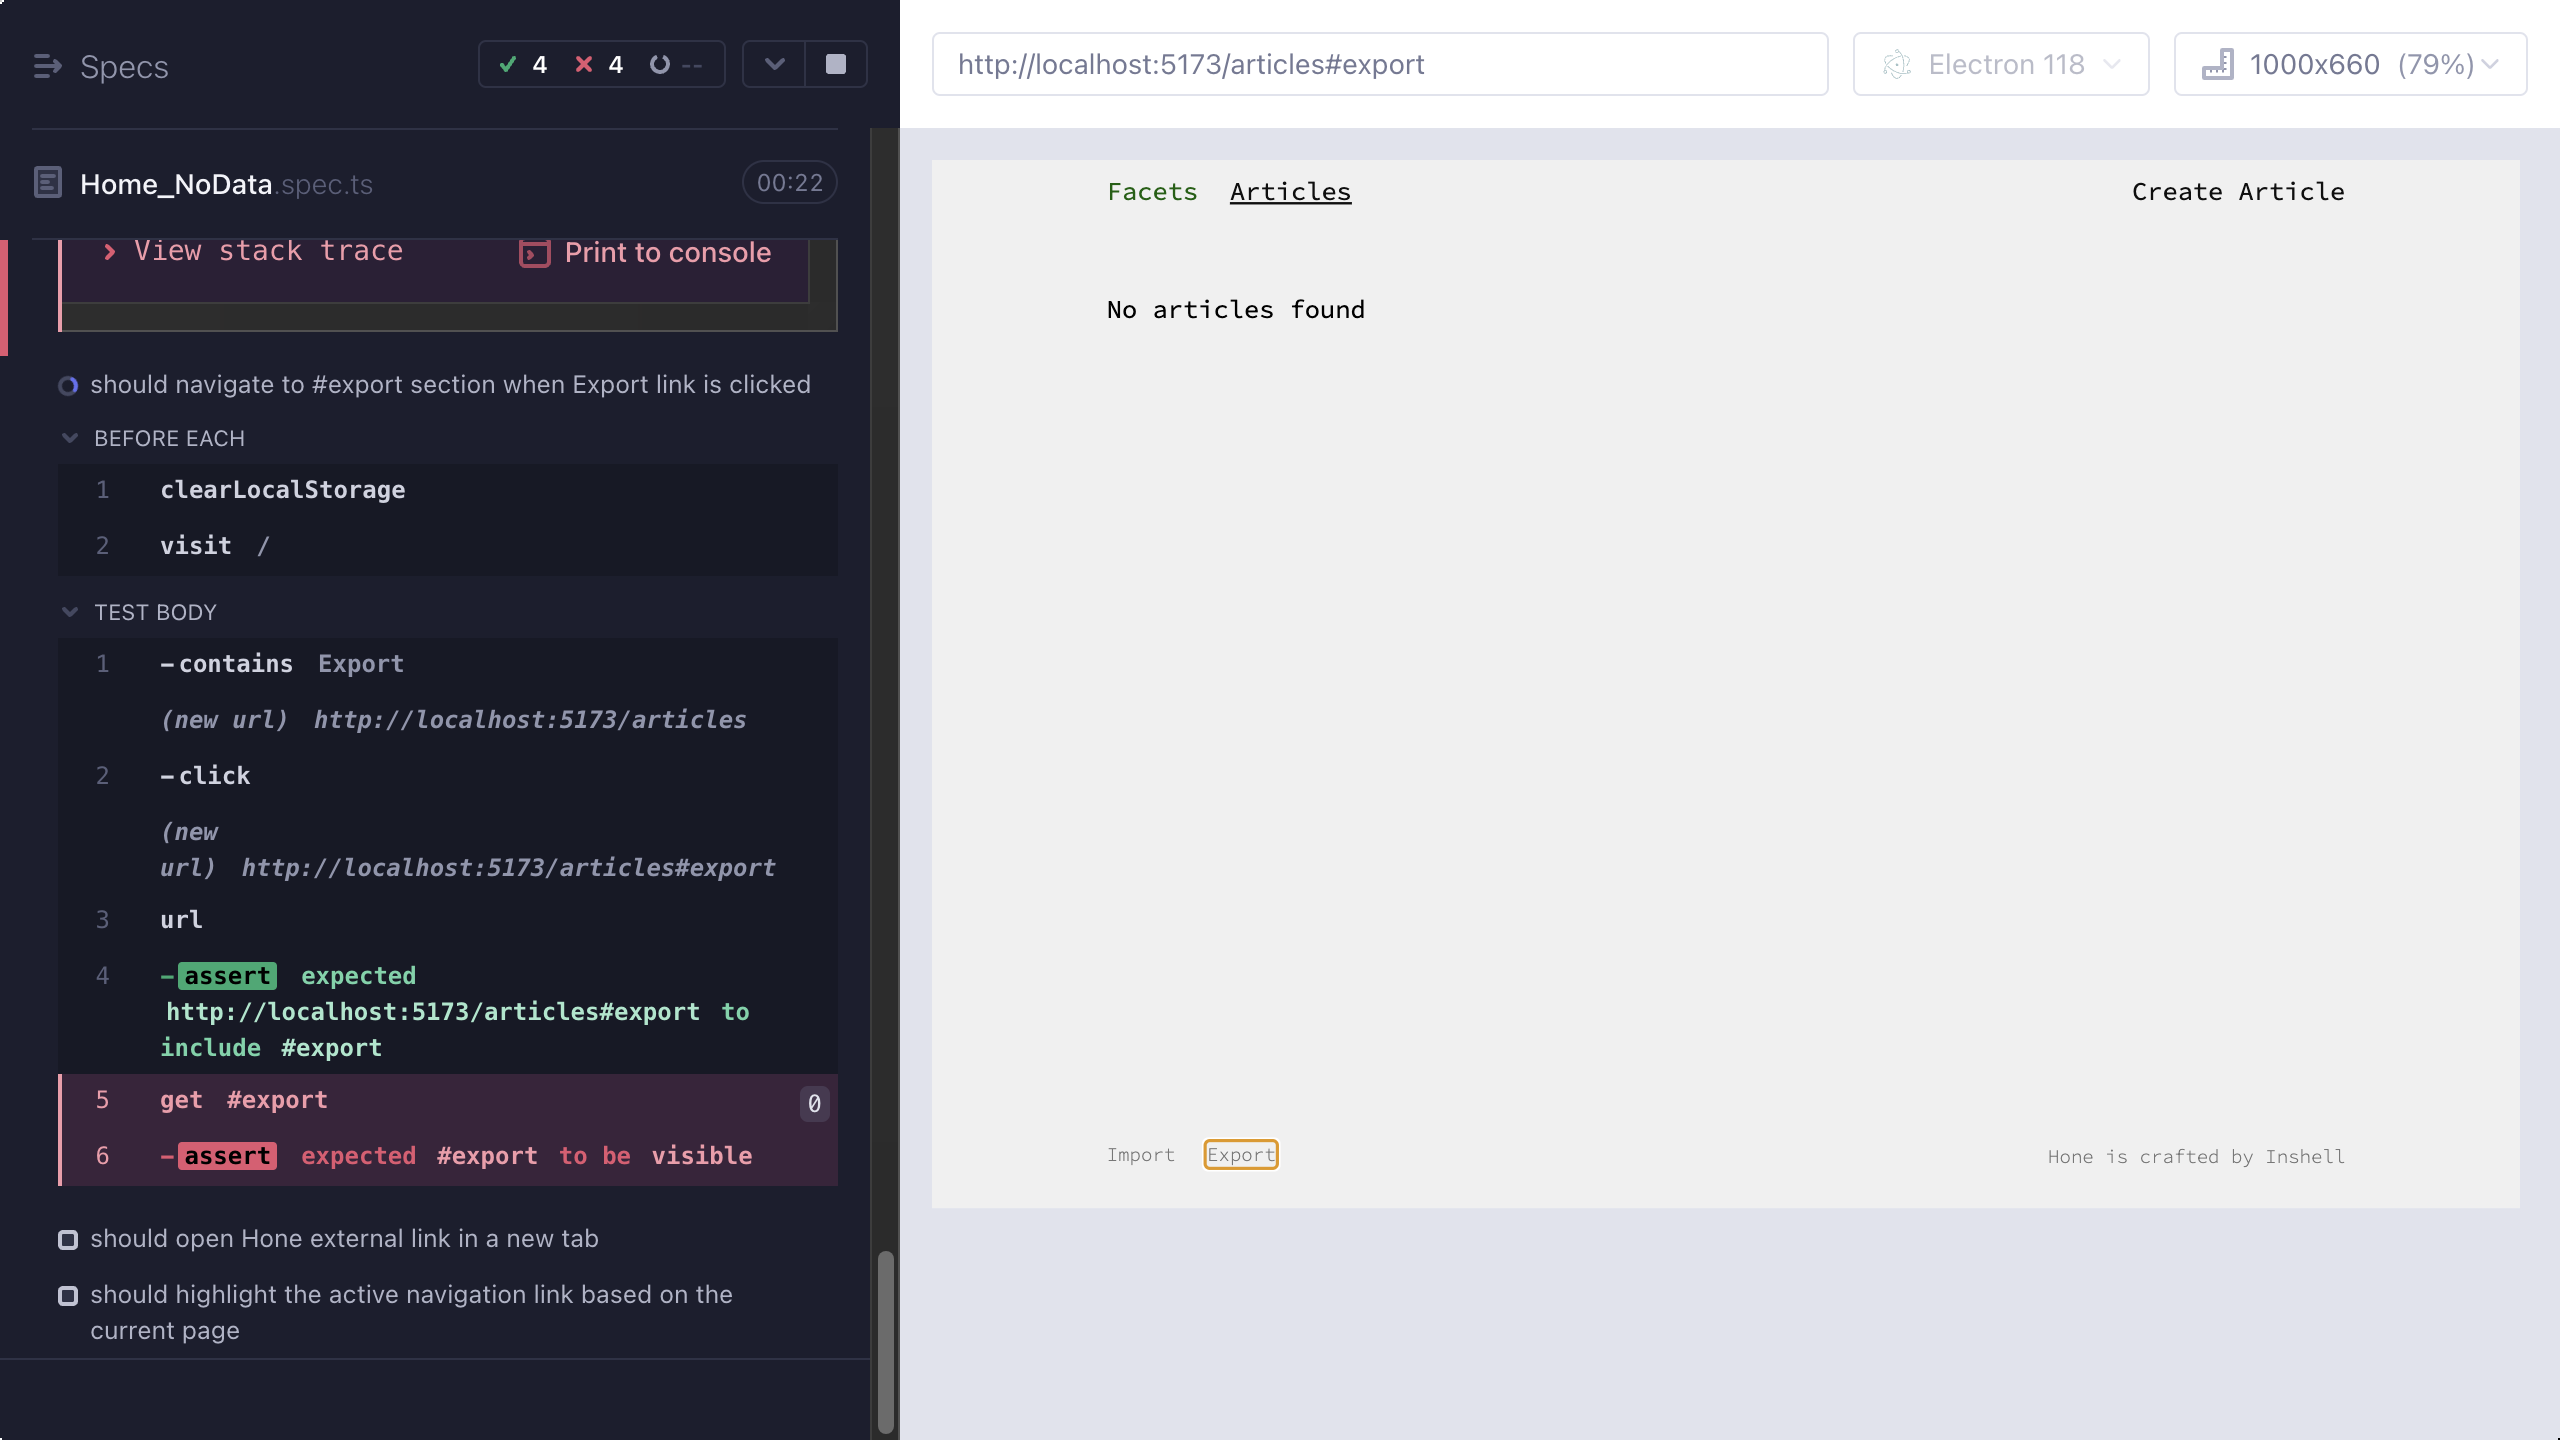 Specs
4
4
--
http://localhost:5173/articles#export
Electron 118
1000x660 (79%)
Home_NoData.spec.ts
00:22
View stack trace
Print to console
should navigate to #export section when Export link is clicked
BEFORE EACH
1 clearLocalStorage
2 visit /
TEST BODY
1 -contains Export
(new url) http://localhost:5173/articles
2 -click
(new
url) http://localhost:5173/articles#export
3 url
4 -assert expected
http://localhost:5173/articles#export to
include #export
5 get #export 0
6 -assert expected #export to be visible
should open Hone external link in a new tab
should highlight the active navigation link based on the
current page
Facets Articles
Create Article
No articles found
Import Export
Hone is crafted by Inshell